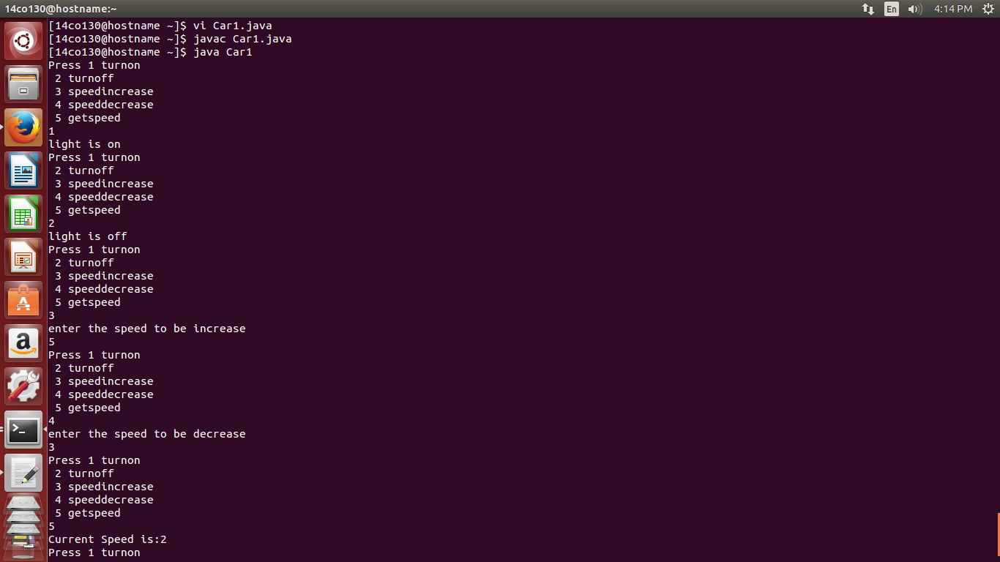 14co130@hostname:~
En
4:14 PM
[14co130@hostname ~]$ vi Car1.java
[14co130@hostname ~]$ javac Car1.java
[14co130@hostname ~]$ java Car1
Press 1 turnon
 2 turnoff
 3 speedincrease
 4 speeddecrease
 5 getspeed
1
light is on
Press 1 turnon
 2 turnoff
 3 speedincrease
 4 speeddecrease
 5 getspeed
2
light is off
Press 1 turnon
 2 turnoff
 3 speedincrease
 4 speeddecrease
 5 getspeed
3
enter the speed to be increase
5
Press 1 turnon
 2 turnoff
 3 speedincrease
 4 speeddecrease
 5 getspeed
4
enter the speed to be decrease
3
Press 1 turnon
 2 turnoff
 3 speedincrease
 4 speeddecrease
 5 getspeed
5
Current Speed is:2
Press 1 turnon